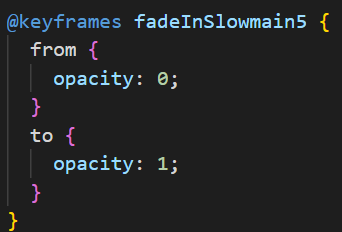 @keyframes fadeInSlowmain5 {
  from {
    opacity: 0;
  }
  to {
    opacity: 1;
  }
}